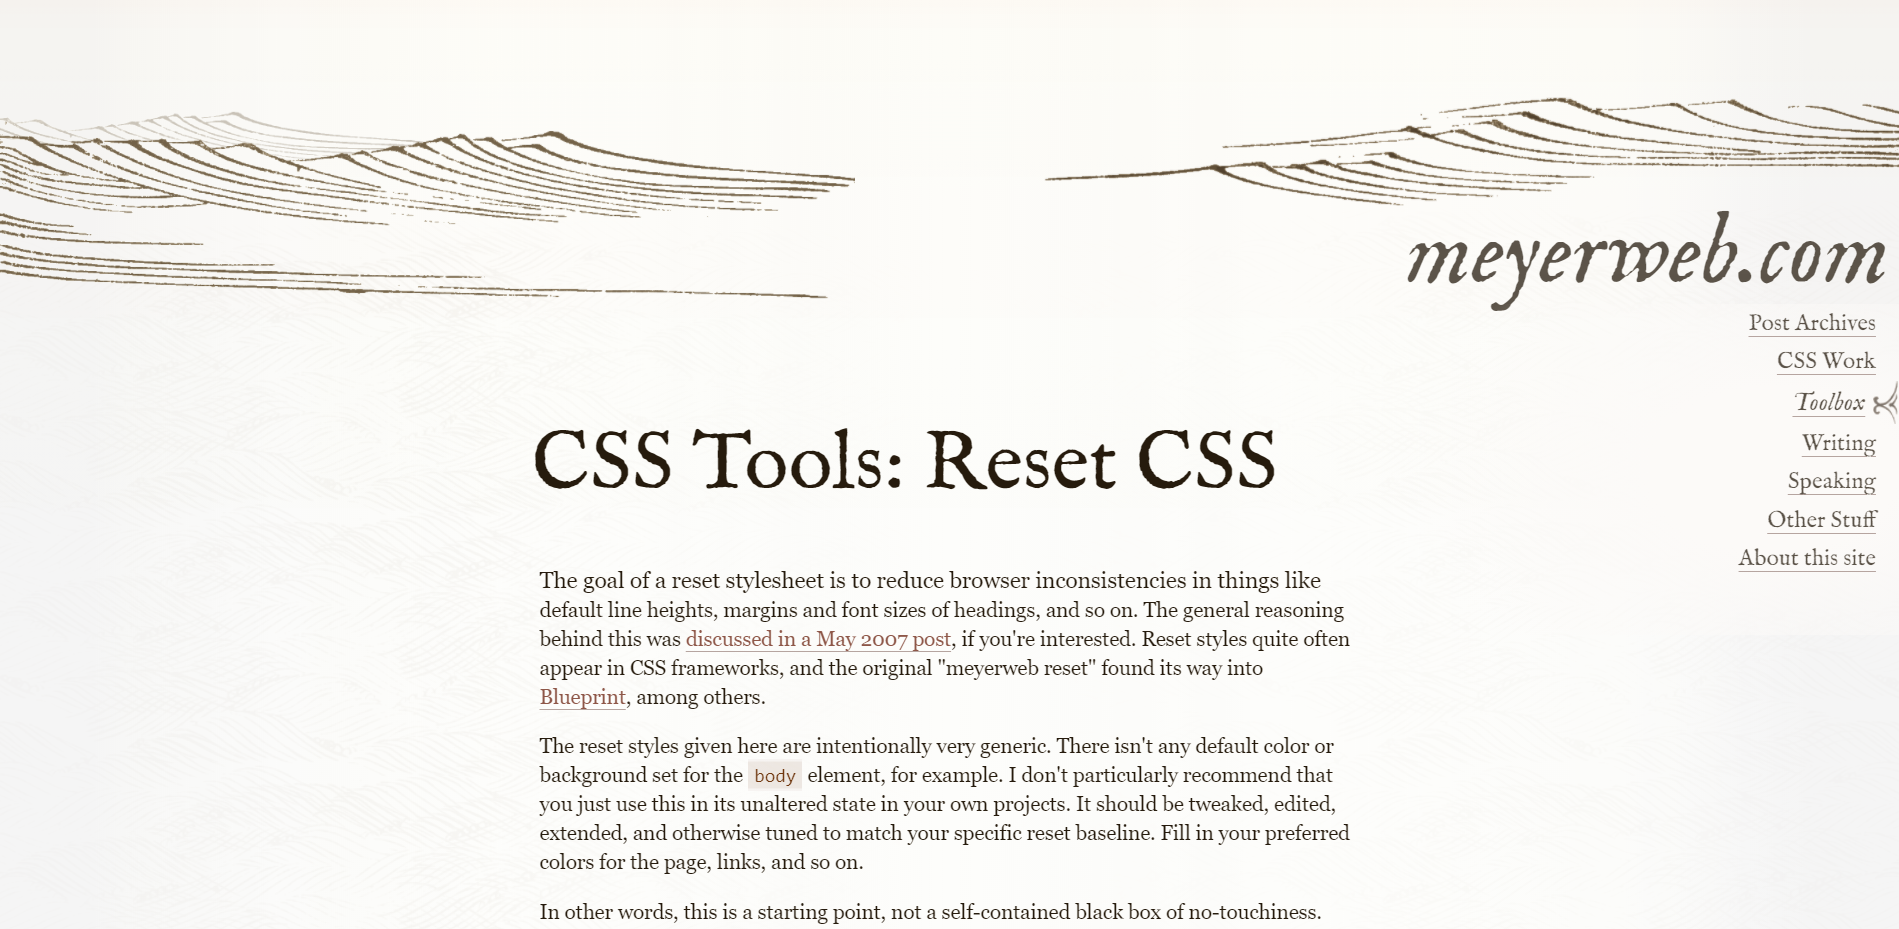 meyerweb.com
Post Archives
CSS Work
Toolbox
Writing
Speaking
Other Stuff
About this site
CSS Tools: Reset CSS
The goal of a reset stylesheet is to reduce browser inconsistencies in things like
default line heights, margins and font sizes of headings, and so on. The general reasoning
behind this was discussed in a May 2007 post, if you're interested. Reset styles quite often
appear in CSS frameworks, and the original "meyerweb reset" found its way into
Blueprint, among others.
The reset styles given here are intentionally very generic. There isn't any default color or
background set for the body element, for example. I don't particularly recommend that
you just use this in its unaltered state in your own projects. It should be tweaked, edited,
extended, and otherwise tuned to match your specific reset baseline. Fill in your preferred
colors for the page, links, and so on.
In other words, this is a starting point, not a self-contained black box of no-touchiness.